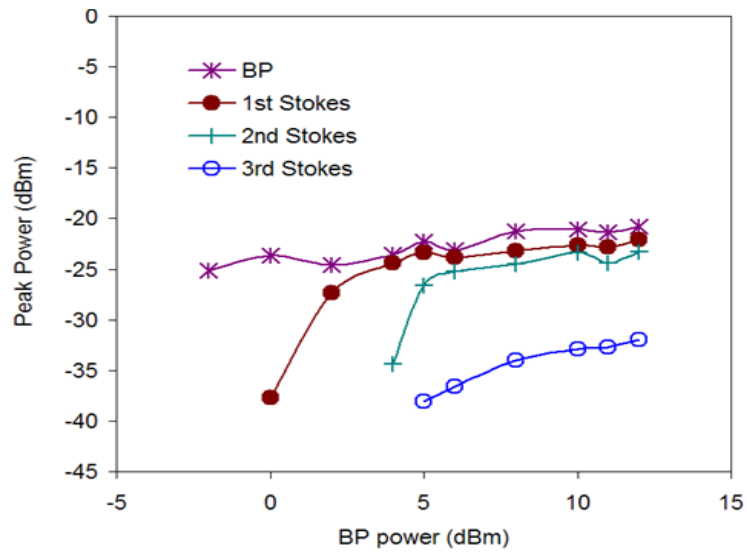 0
-5
-10
-15
-20
-25
-30
-35
-40
-45
Peak Power (dBm)
BP
1st Stokes
2nd Stokes
3rd Stokes
-5 0 5 10 15
BP power (dBm)